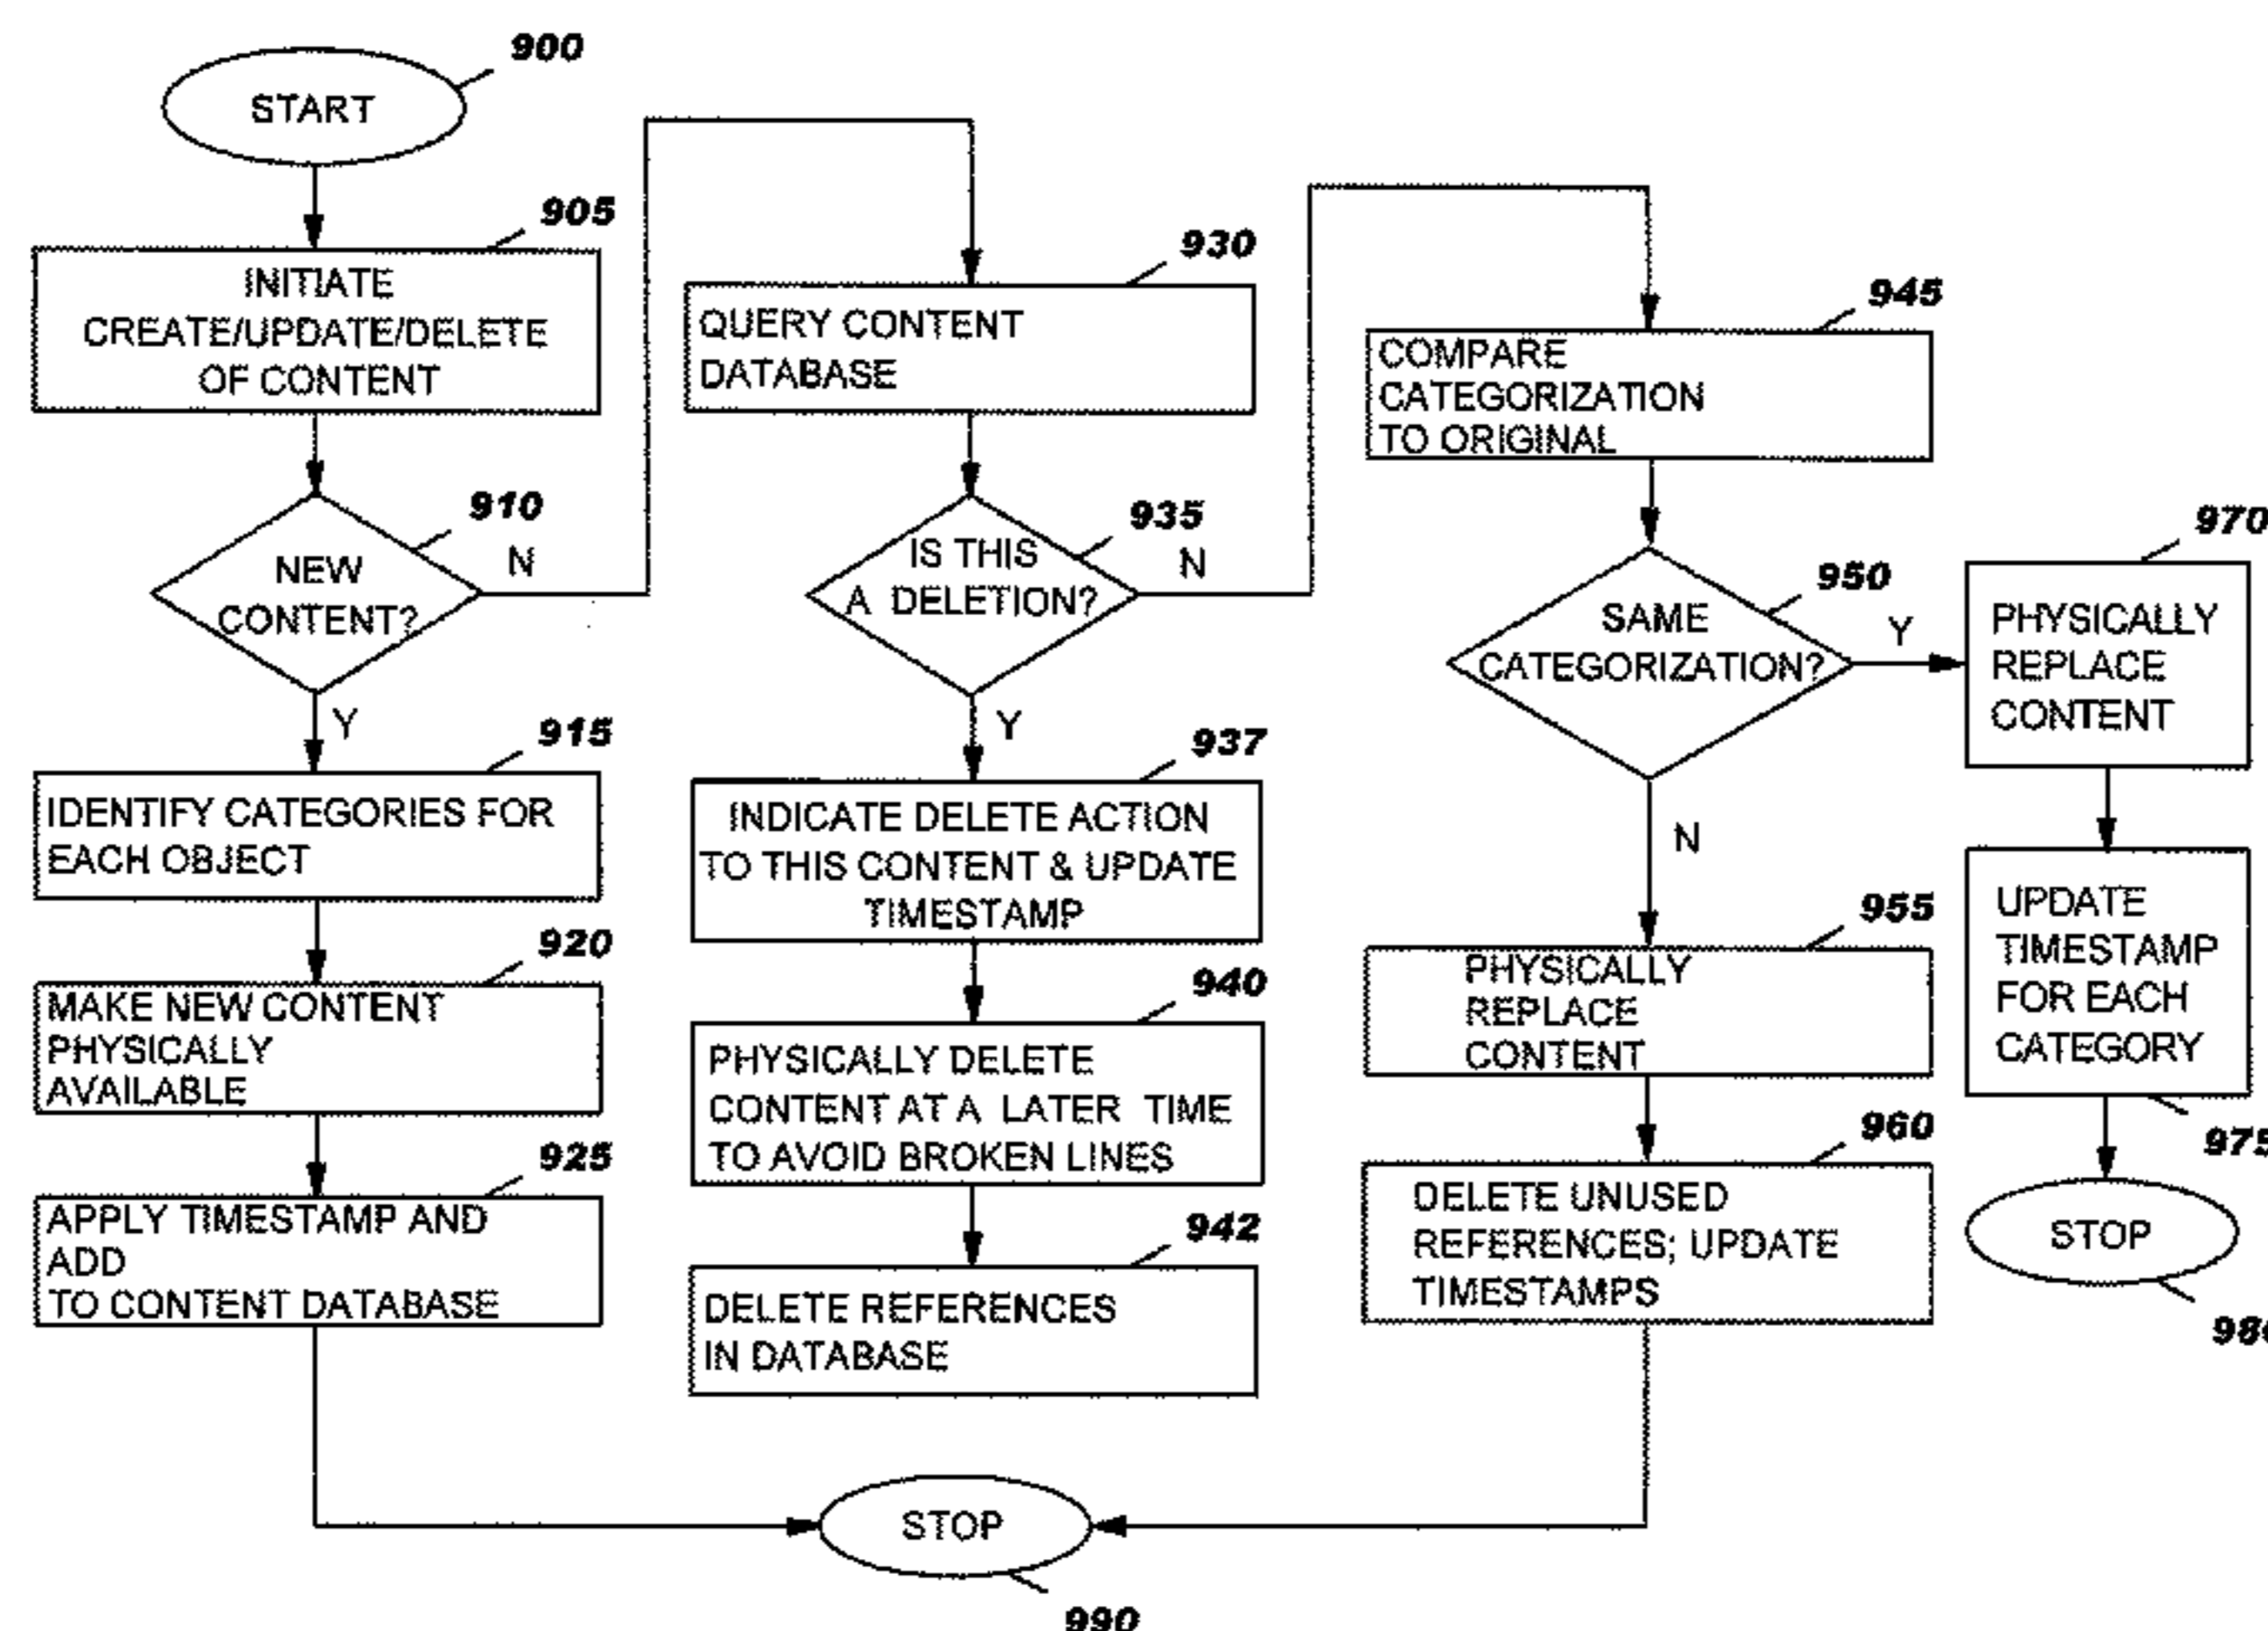 900
START
905
INITIATE
CREATE/UPDATE/DELETE
OF CONTENT
910
NEW
CONTENT?
N
Y
915
IDENTIFY CATEGORIES FOR
EACH OBJECT
920
MAKE NEW CONTENT
PHYSICALLY
AVAILABLE
925
APPLY TIMESTAMP AND
ADD
TO CONTENT DATABASE
930
QUERY CONTENT
DATABASE
935
IS THIS
A DELETION?
N
Y
937
INDICATE DELETE ACTION
TO THIS CONTENT & UPDATE
TIMESTAMP
940
PHYSICALLY DELETE
CONTENT AT A LATER TIME
TO AVOID BROKEN LINES
942
DELETE REFERENCES
IN DATABASE
945
COMPARE
CATEGORIZATION
TO ORIGINAL
950
SAME
CATEGORIZATION?
Y
N
955
PHYSICALLY
REPLACE
CONTENT
960
DELETE UNUSED
REFERENCES; UPDATE
TIMESTAMPS
970
PHYSICALLY
REPLACE
CONTENT
UPDATE
TIMESTAMP
FOR EACH
CATEGORY
975
STOP
STOP
990